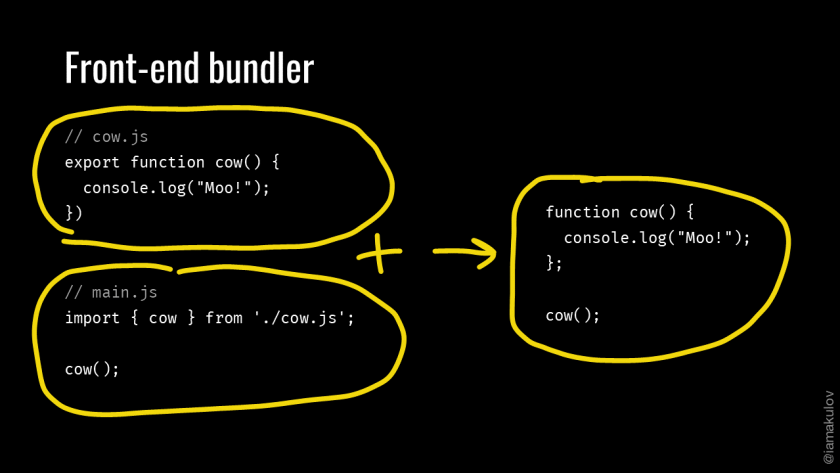 Front-end bundler
// cow.js
export function cow() {
  console.log("Moo!");
})
// main.js
import { cow } from './cow.js';
cow();
function cow() {
  console.log("Moo!");
};
cow();
@iamakulov